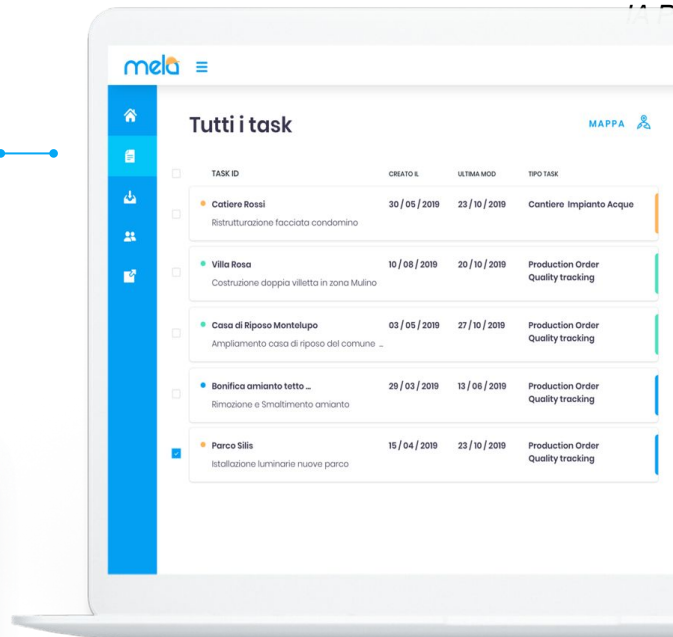 mela
Tutti i task
MAPPA
TASK ID CREATO IL ULTIMA MOD TIPO TASK
Catiere Rossi 30/05/2019 23/10/2019 Cantiere Impianto Acque
Ristrutturazione facciata condomino
Villa Rosa 10/08/2019 20/10/2019 Production Order
Quality tracking
Costruzione doppia villetta in zona Mulino
Casa di Riposo Montelupo 03/05/2019 27/10/2019 Production Order
Quality tracking
Ampliamento casa di riposo del comune ...
Bonifica amianto tetto ... 29/03/2019 13/06/2019 Production Order
Quality tracking
Rimozione e Smaltimento amianto
Parco Silis 15/04/2019 23/10/2019 Production Order
Quality tracking
Istallazione luminarie nuove parco